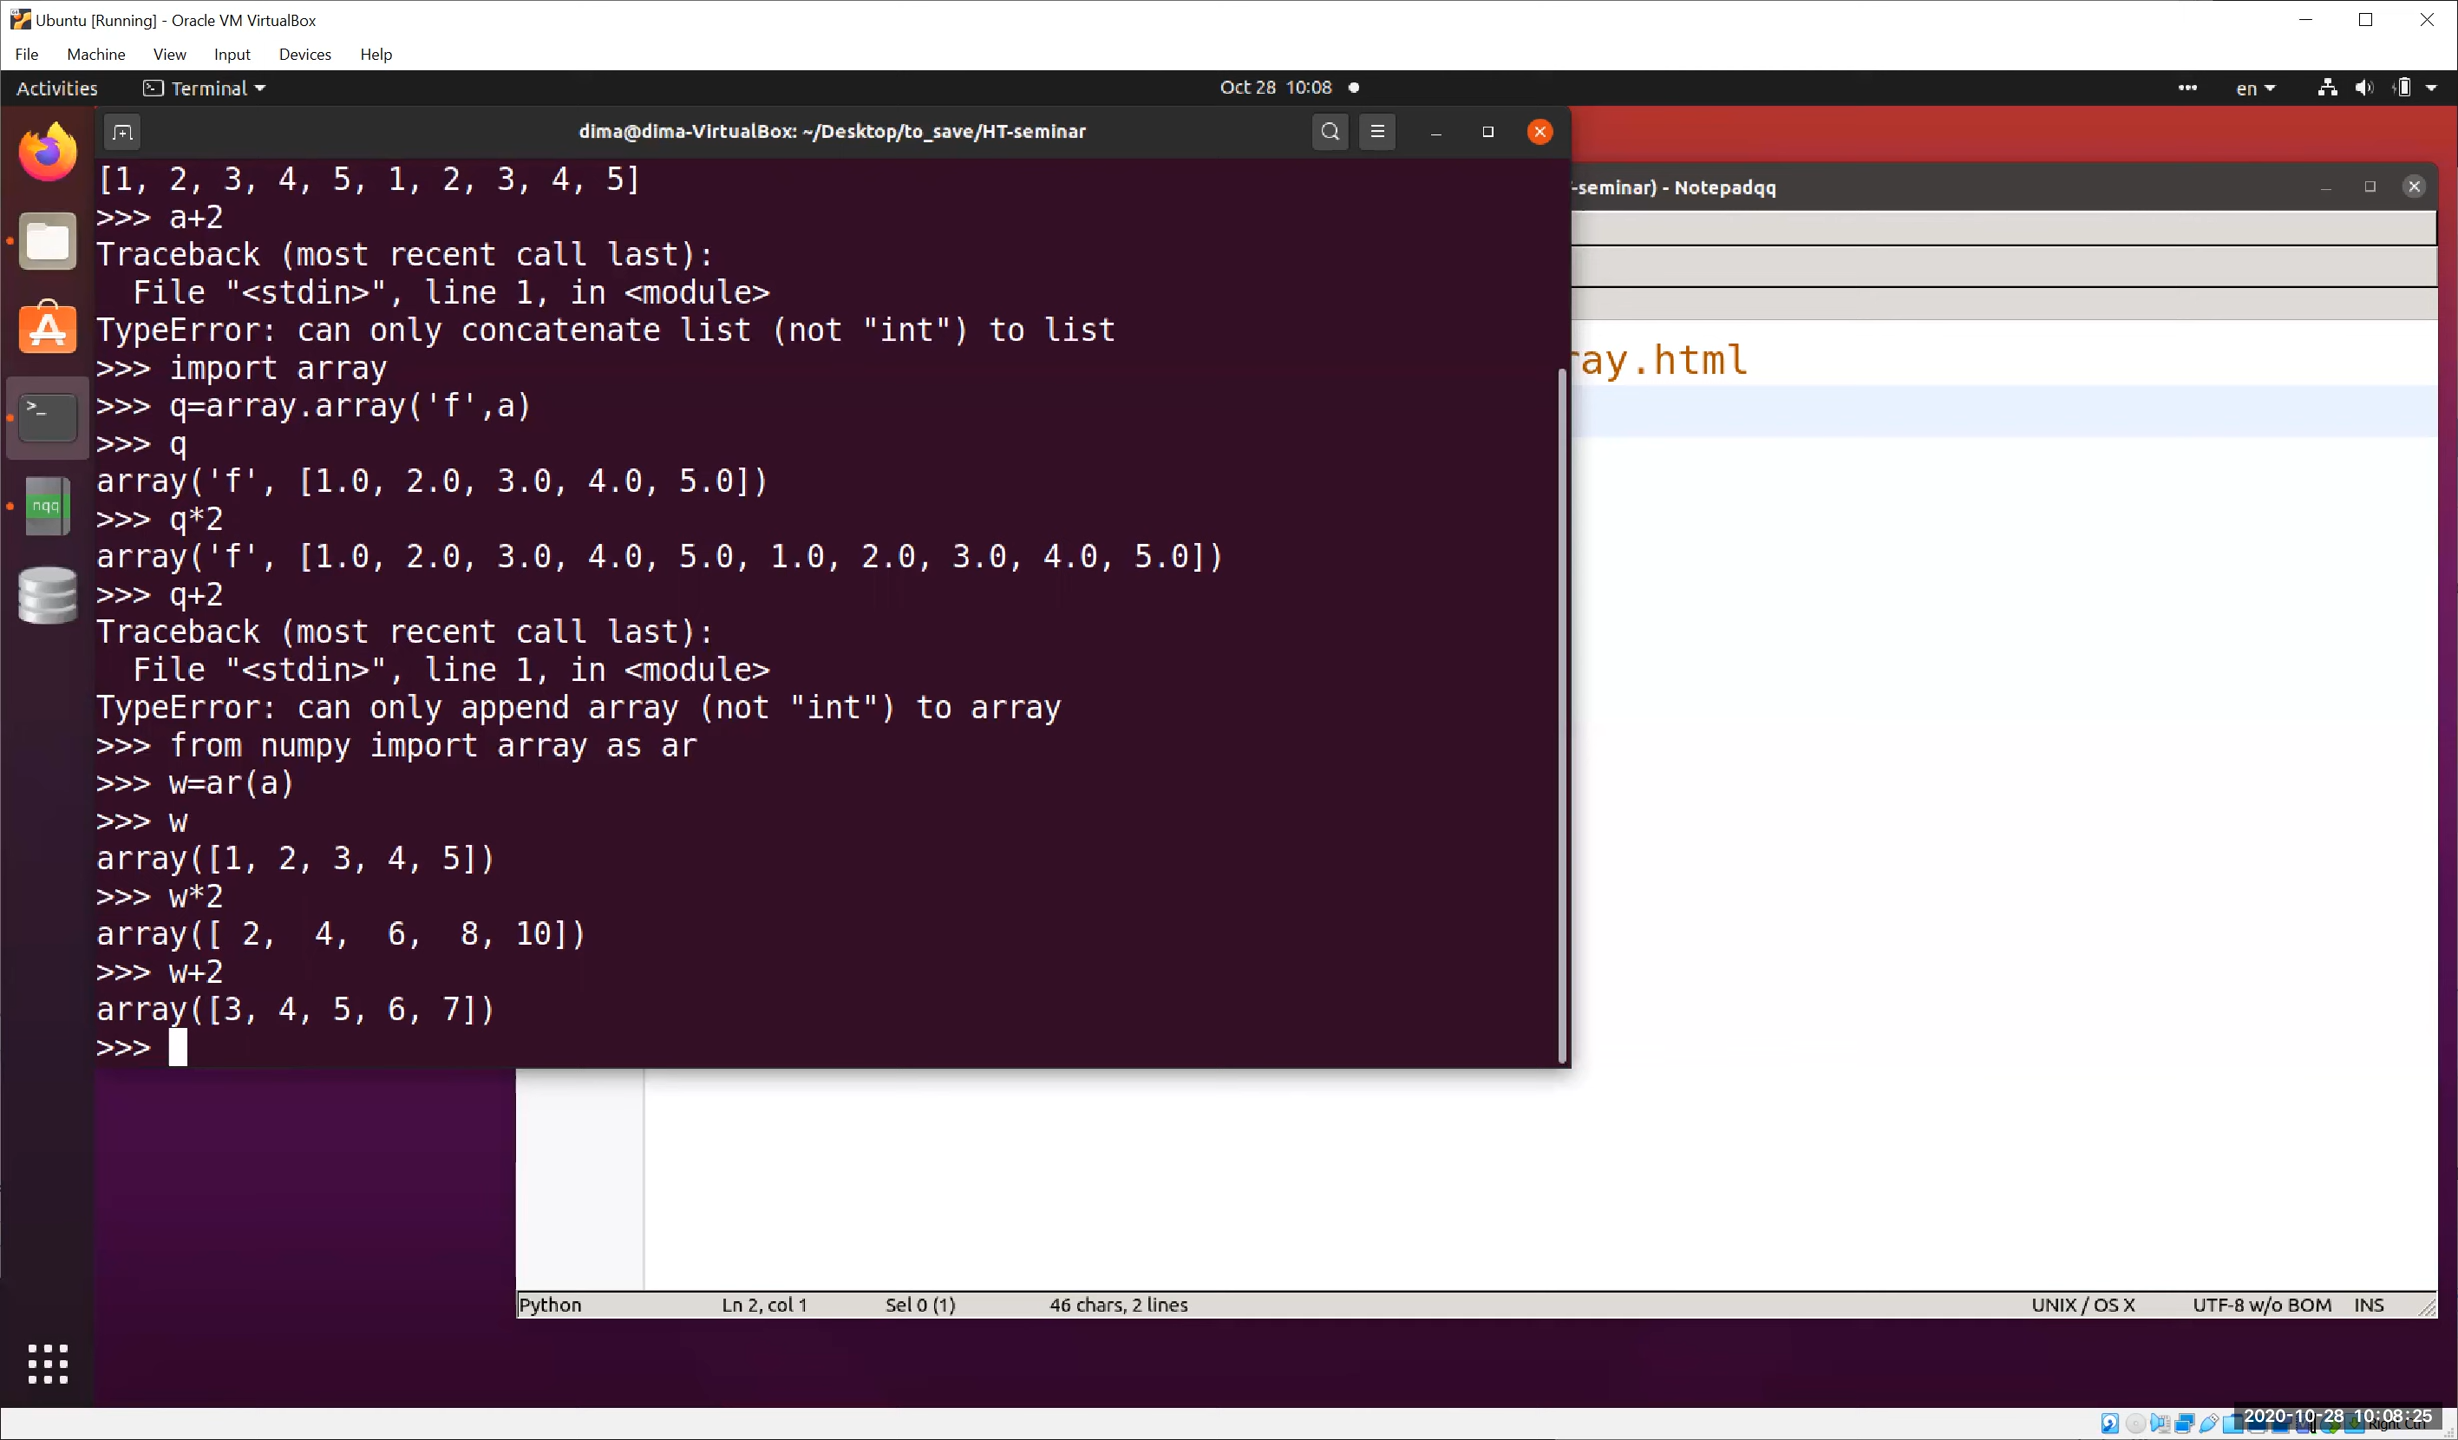 Ubuntu [Running] - Oracle VM VirtualBox
File Machine View Input Devices Help
Activities Terminal Oct 28 10:08 en
dima@dima-VirtualBox: ~/Desktop/to_save/HT-seminar
-seminar) - Notepadqq
[1, 2, 3, 4, 5, 1, 2, 3, 4, 5]
>>> a+2
Traceback (most recent call last):
  File "<stdin>", line 1, in <module>
TypeError: can only concatenate list (not "int") to list
ray.html
>>> import array
>>> q=array.array('f',a)
>>> q
array('f', [1.0, 2.0, 3.0, 4.0, 5.0])
>>> q*2
nqq
array('f', [1.0, 2.0, 3.0, 4.0, 5.0, 1.0, 2.0, 3.0, 4.0, 5.0])
>>> q+2
Traceback (most recent call last):
  File "<stdin>", line 1, in <module>
TypeError: can only append array (not "int") to array
>>> from numpy import array as ar
>>> w=ar(a)
>>> w
array([1, 2, 3, 4, 5])
>>> w*2
array([ 2,  4,  6,  8, 10])
>>> w+2
array([3, 4, 5, 6, 7])
>>>
Python Ln 2, col 1 Sel 0 (1) 46 chars, 2 lines UNIX / OS X UTF-8 w/o BOM INS
2020-10-28 10:08:25
Right Ctrl